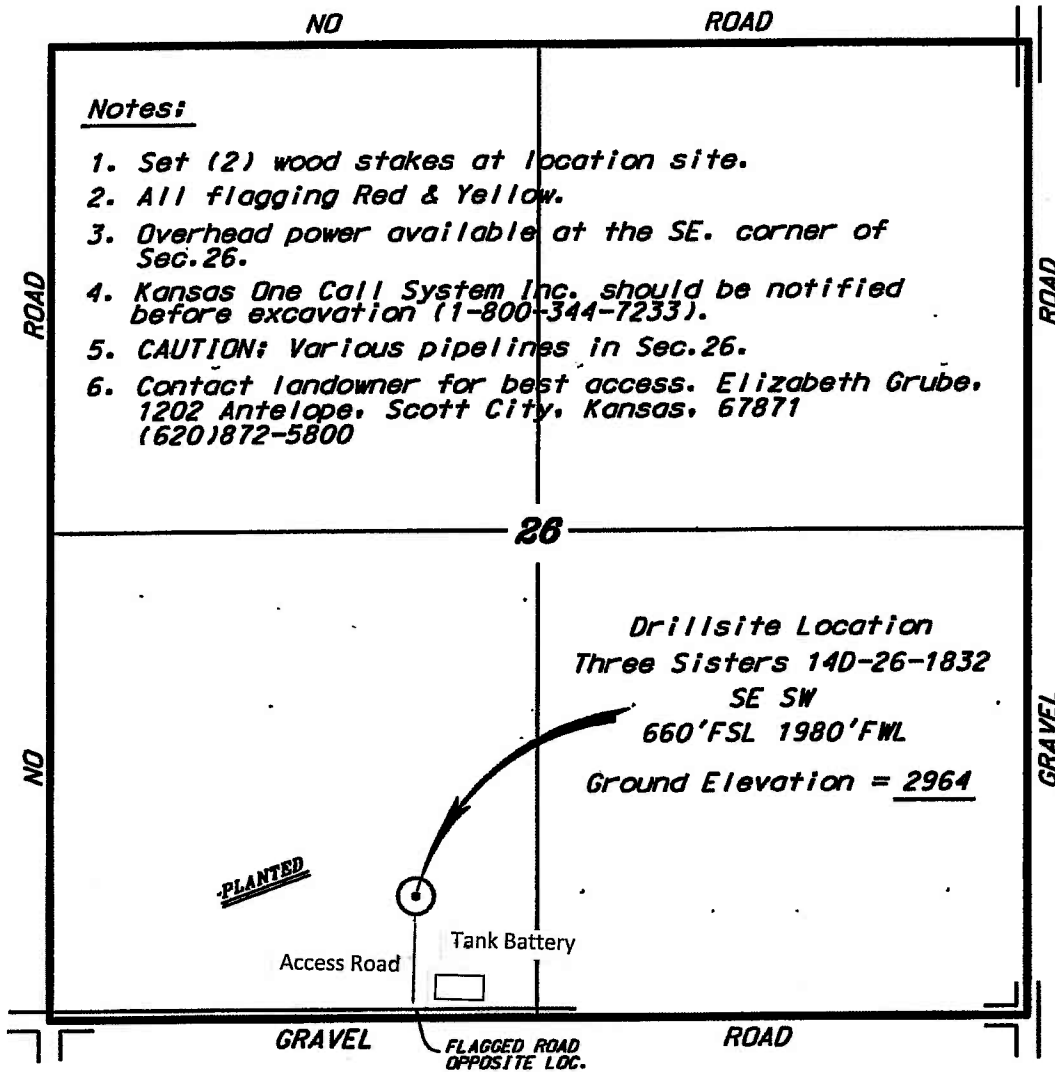 NO ROAD
Notes:
1. Set (2) wood stakes at location site.
2. All flagging Red & Yellow.
3. Overhead power available at the SE. corner of
Sec.26.
4. Kansas One Call System Inc. should be notified
before excavation (1-800-344-7233).
5. CAUTION: Various pipelines in Sec.26.
6. Contact landowner for best access. Elizabeth Grube,
1202 Antelope, Scott City, Kansas, 67871
(620)872-5800
ROAD
ROAD
26
Drillsite Location
Three Sisters 14D-26-1832
SE SW
660'FSL 1980'FWL
Ground Elevation = 2964
NO
GRAVEL
PLANTED
Tank Battery
Access Road
GRAVEL ROAD
FLAGGED ROAD
OPPOSITE LOC.